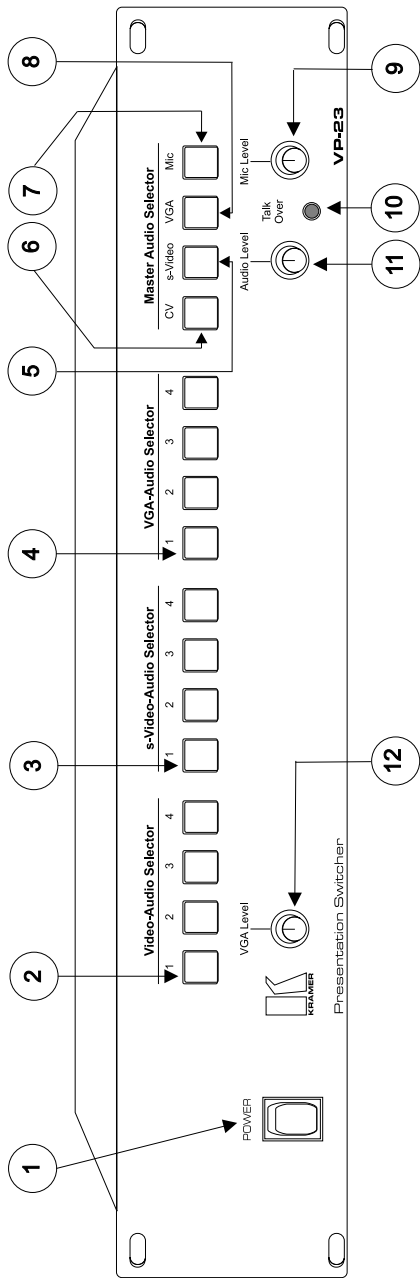 1
2
3
4
5
6
7
8
POWER
Video-Audio Selector
1 2 3 4
s-Video-Audio Selector
1 2 3 4
VGA-Audio Selector
1 2 3 4
Master Audio Selector
CV s-Video VGA Mic
VGA Level
Audio Level
Talk
Over
Mic Level
KRAMER
Presentation Switcher
VP-23
12
11
10
9